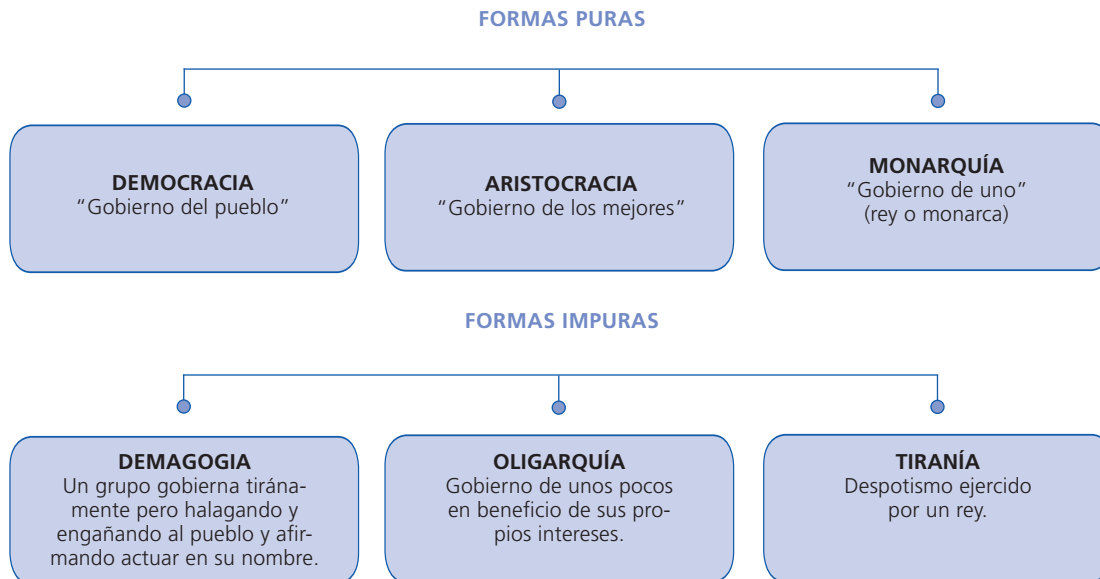 FORMAS PURAS
DEMOCRACIA
“Gobierno del pueblo”
ARISTOCRACIA
“Gobierno de los mejores”
MONARQUÍA
“Gobierno de uno”
(rey o monarca)
FORMAS IMPURAS
DEMAGOGIA
Un grupo gobierna tirána-
mente pero halagando y
engañando al pueblo y afir-
mando actuar en su nombre.
OLIGARQUÍA
Gobierno de unos pocos
en beneficio de sus pro-
pios intereses.
TIRANÍA
Despotismo ejercido
por un rey.